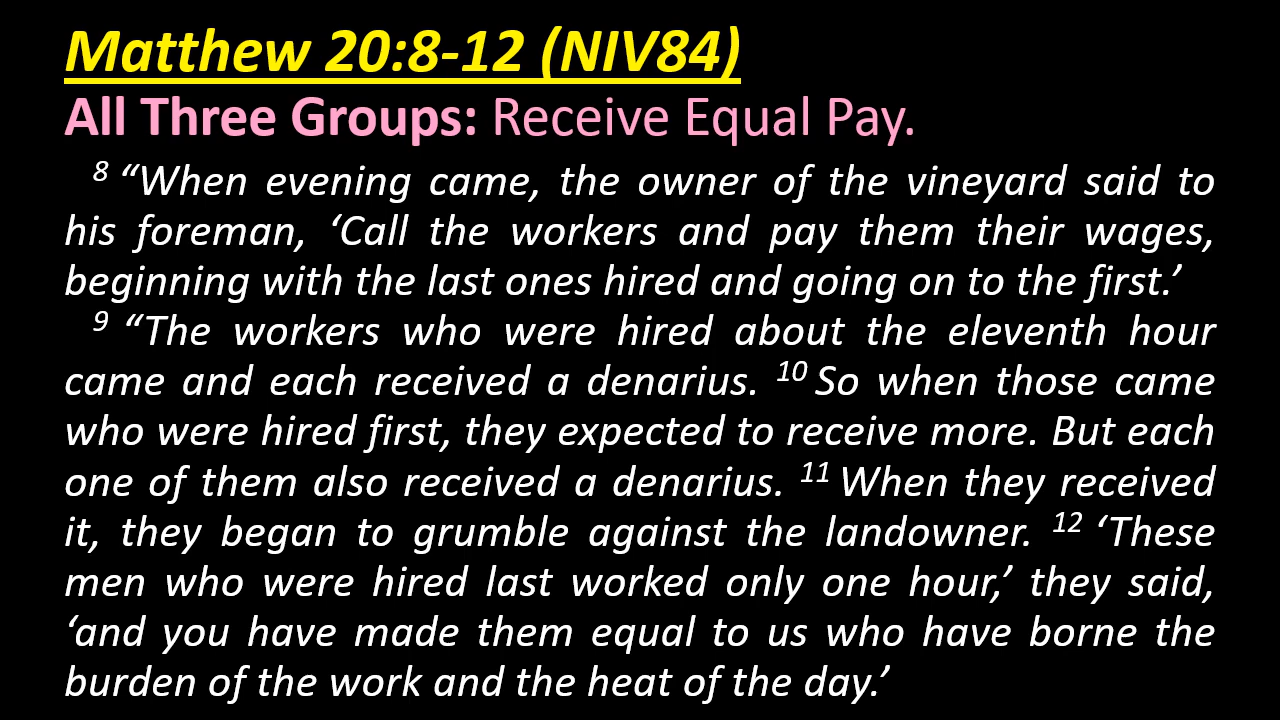 Matthew 20:8-12 (NIV84)
All Three Groups: Receive Equal Pay.
8 “When evening came, the owner of the vineyard said to
his foreman, ‘Call the workers and pay them their wages,
beginning with the last ones hired and going on to the first.’
9 “The workers who were hired about the eleventh hour
came and each received a denarius. 10 So when those came
who were hired first, they expected to receive more. But each
one of them also received a denarius. 11 When they received
it, they began to grumble against the landowner. 12 ‘These
men who were hired last worked only one hour,’ they said,
‘and you have made them equal to us who have borne the
burden of the work and the heat of the day.’